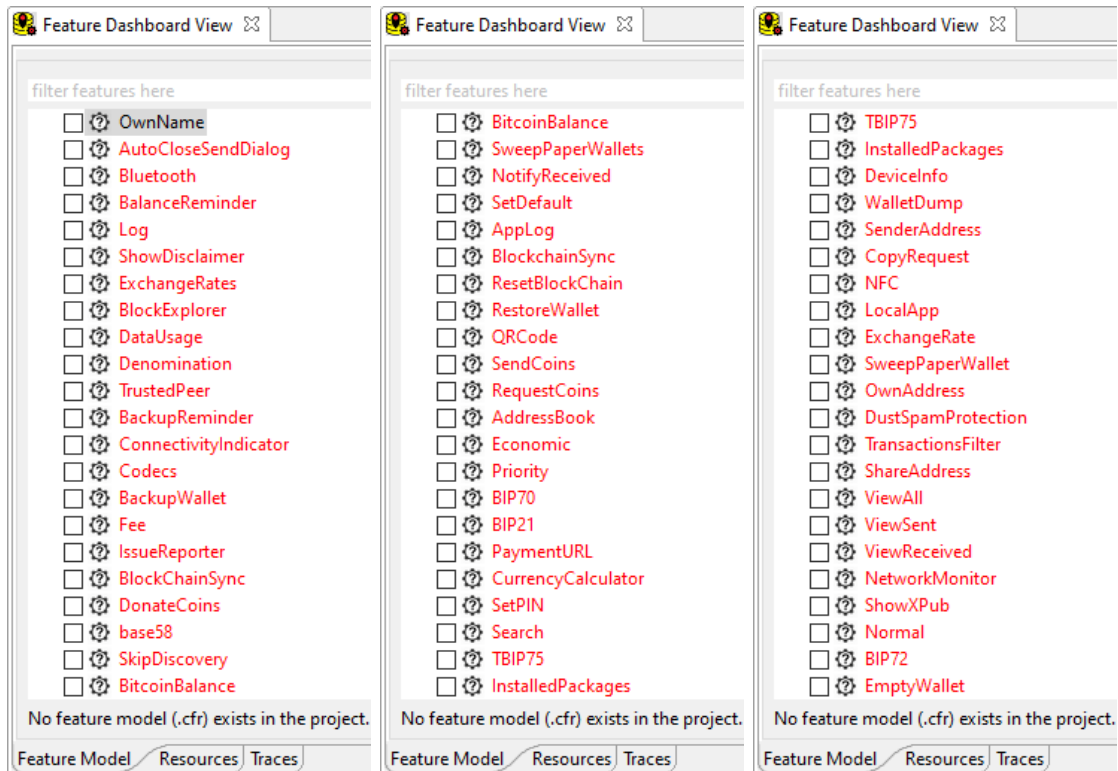 Feature Dashboard View
filter features here
OwnName
AutoCloseSendDialog
Bluetooth
BalanceReminder
Log
ShowDisclaimer
ExchangeRates
BlockExplorer
DataUsage
Denomination
TrustedPeer
BackupReminder
ConnectivityIndicator
Codecs
BackupWallet
Fee
IssueReporter
BlockChainSync
DonateCoins
base58
SkipDiscovery
BitcoinBalance
No feature model (.cfr) exists in the project.
Feature Model Resources Traces
Feature Dashboard View
filter features here
BitcoinBalance
SweepPaperWallets
NotifyReceived
SetDefault
AppLog
BlockchainSync
ResetBlockChain
RestoreWallet
QRCode
SendCoins
RequestCoins
AddressBook
Economic
Priority
BIP70
BIP21
PaymentURL
CurrencyCalculator
SetPIN
Search
TBIP75
InstalledPackages
No feature model (.cfr) exists in the project.
Feature Model Resources Traces
Feature Dashboard View
filter features here
TBIP75
InstalledPackages
DeviceInfo
WalletDump
SenderAddress
CopyRequest
NFC
LocalApp
ExchangeRate
SweepPaperWallet
OwnAddress
DustSpamProtection
TransactionsFilter
ShareAddress
ViewAll
ViewSent
ViewReceived
NetworkMonitor
ShowXPub
Normal
BIP72
EmptyWallet
No feature model (.cfr) exists in the project.
Feature Model Resources Traces